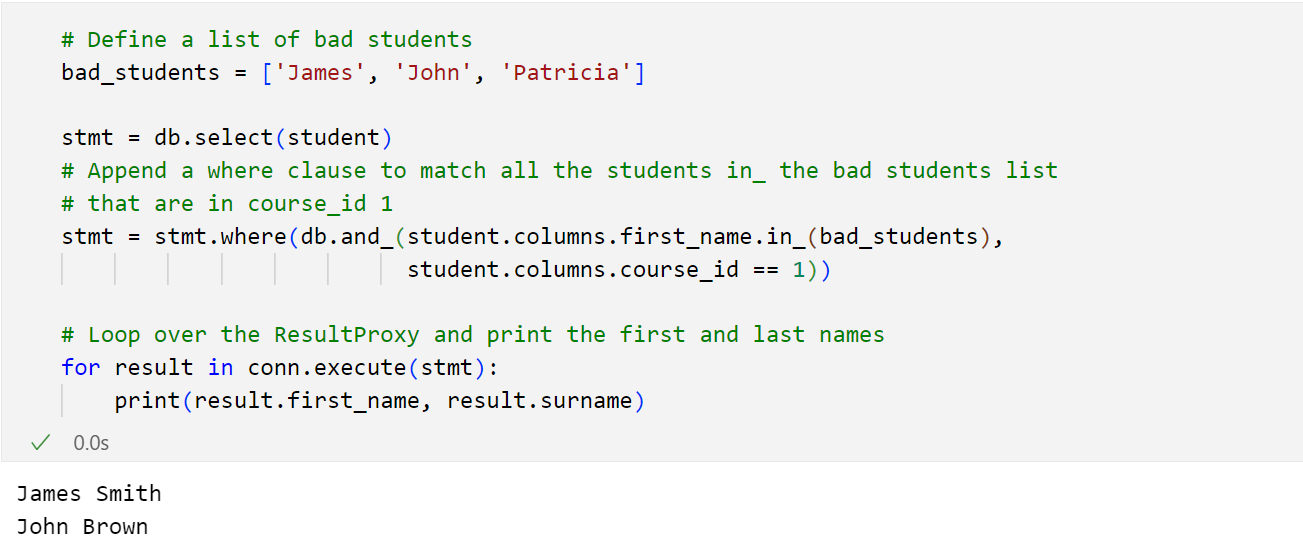 # Define a list of bad students
bad_students = ['James', 'John', 'Patricia']
stmt = db.select(student)
# Append a where clause to match all the students in_ the bad students list
# that are in course_id 1
stmt = stmt.where(db.and_(student.columns.first_name.in_(bad_students),
student.columns.course_id == 1))
# Loop over the ResultProxy and print the first and last names
for result in conn.execute(stmt):
print(result.first_name, result.surname)
0.0s
James Smith
John Brown